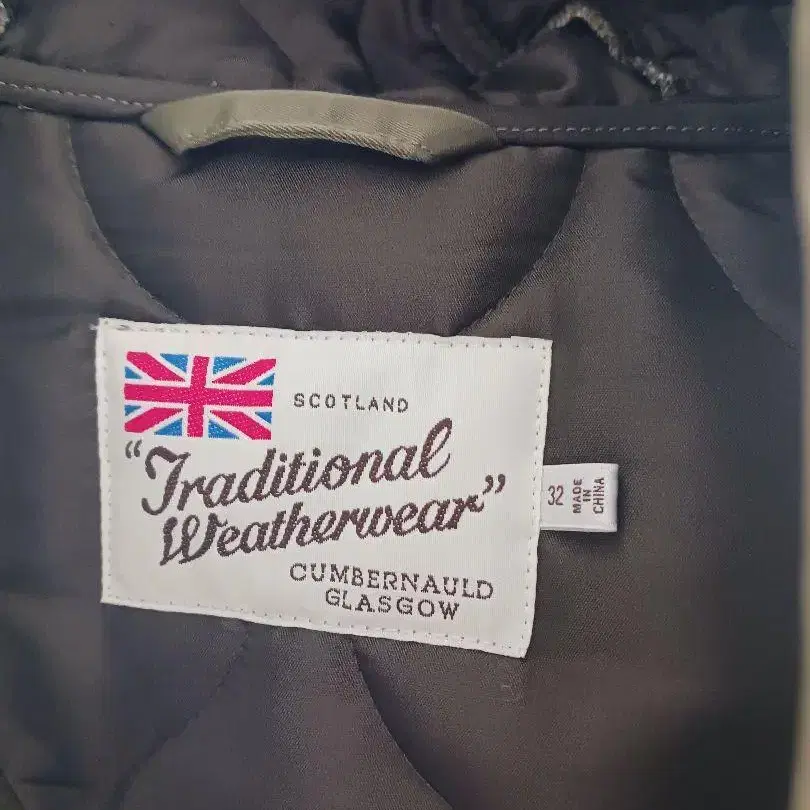 SCOTLAND
"Traditional
Weatherwear"
CUMBERNAULD
GLASGOW
32
MADE
IN
CHINA